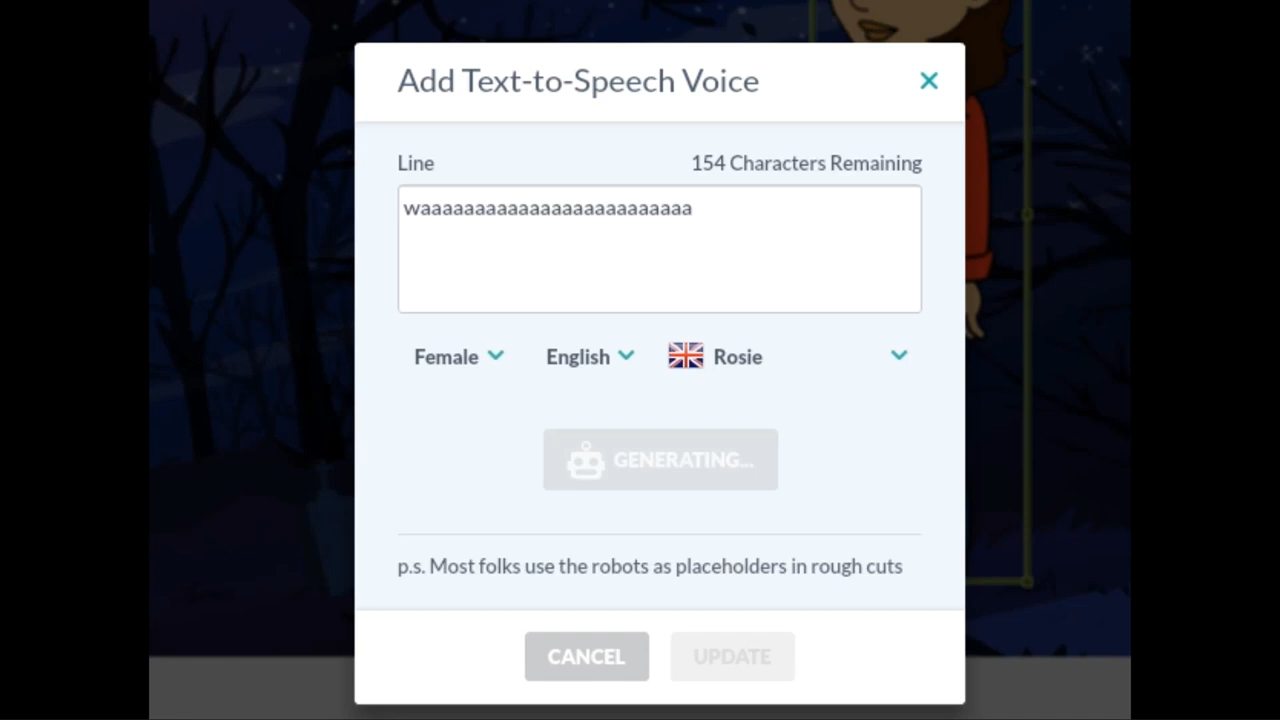 Add Text-to-Speech Voice
Line 154 Characters Remaining
waaaaaaaaaaaaaaaaaaaaaaaaa
Female English Rosie
GENERATING...
p.s. Most folks use the robots as placeholders in rough cuts
CANCEL UPDATE